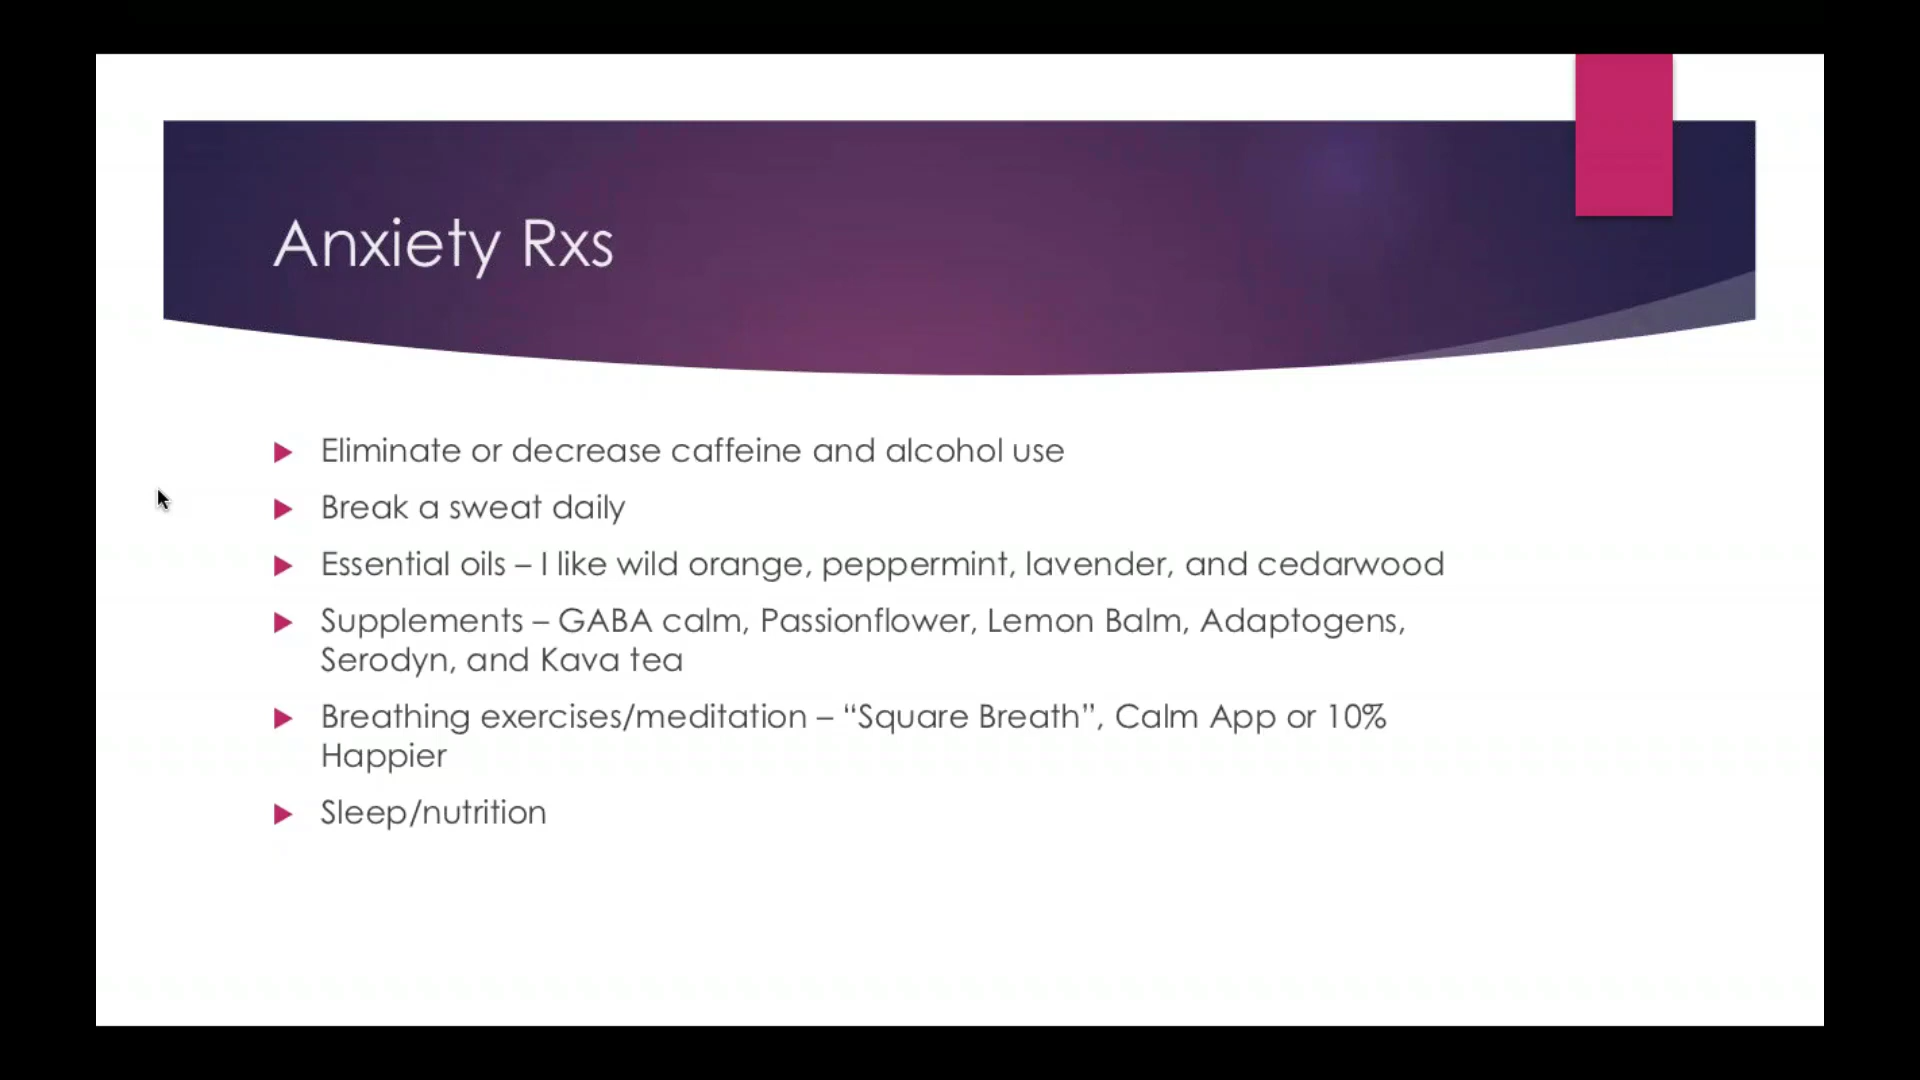 Anxiety Rxs
Eliminate or decrease caffeine and alcohol use
Break a sweat daily
Essential oils – I like wild orange, peppermint, lavender, and cedarwood
Supplements – GABA calm, Passionflower, Lemon Balm, Adaptogens,
Serodyn, and Kava tea
Breathing exercises/meditation – “Square Breath”, Calm App or 10%
Happier
Sleep/nutrition